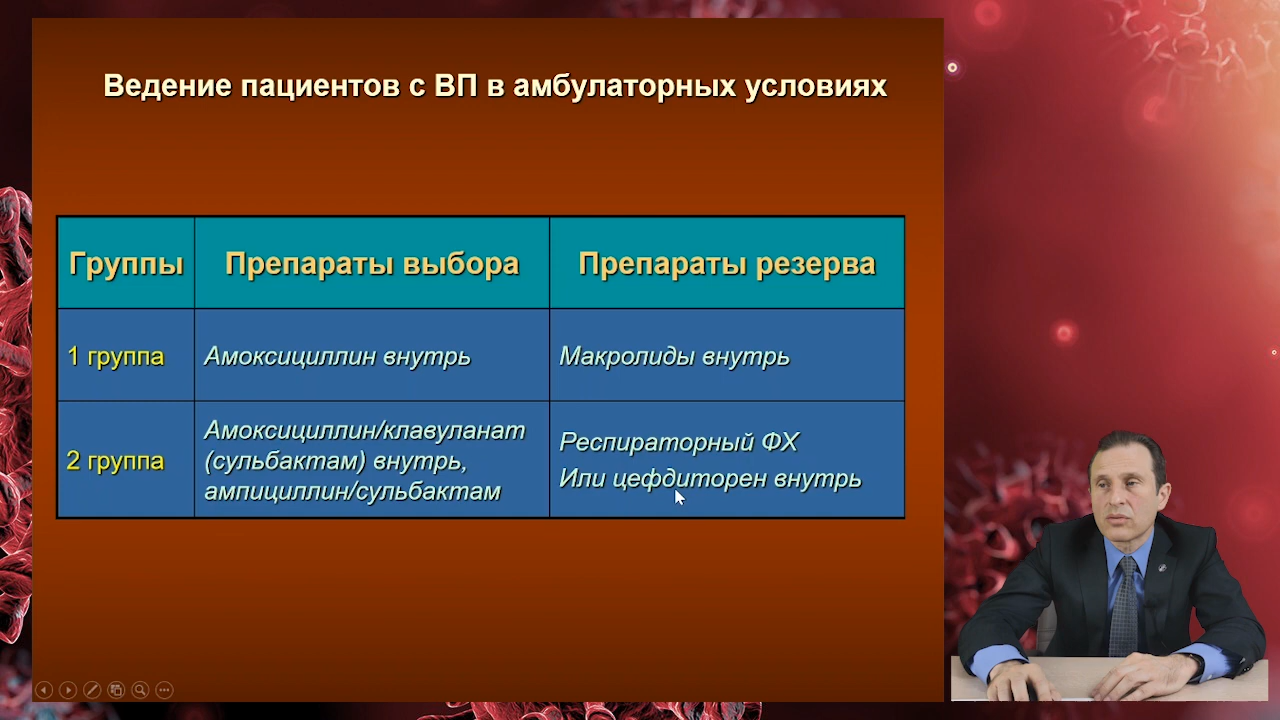 Ведение пациентов с ВП в амбулаторных условиях
Группы
Препараты выбора
Препараты резерва
1 группа
Амоксициллин внутрь
Макролиды внутрь
2 группа
Амоксициллин/клавуланат
(сульбактам) внутрь,
ампициллин/сульбактам
Респираторный ФХ
Или цефдиторен внутрь